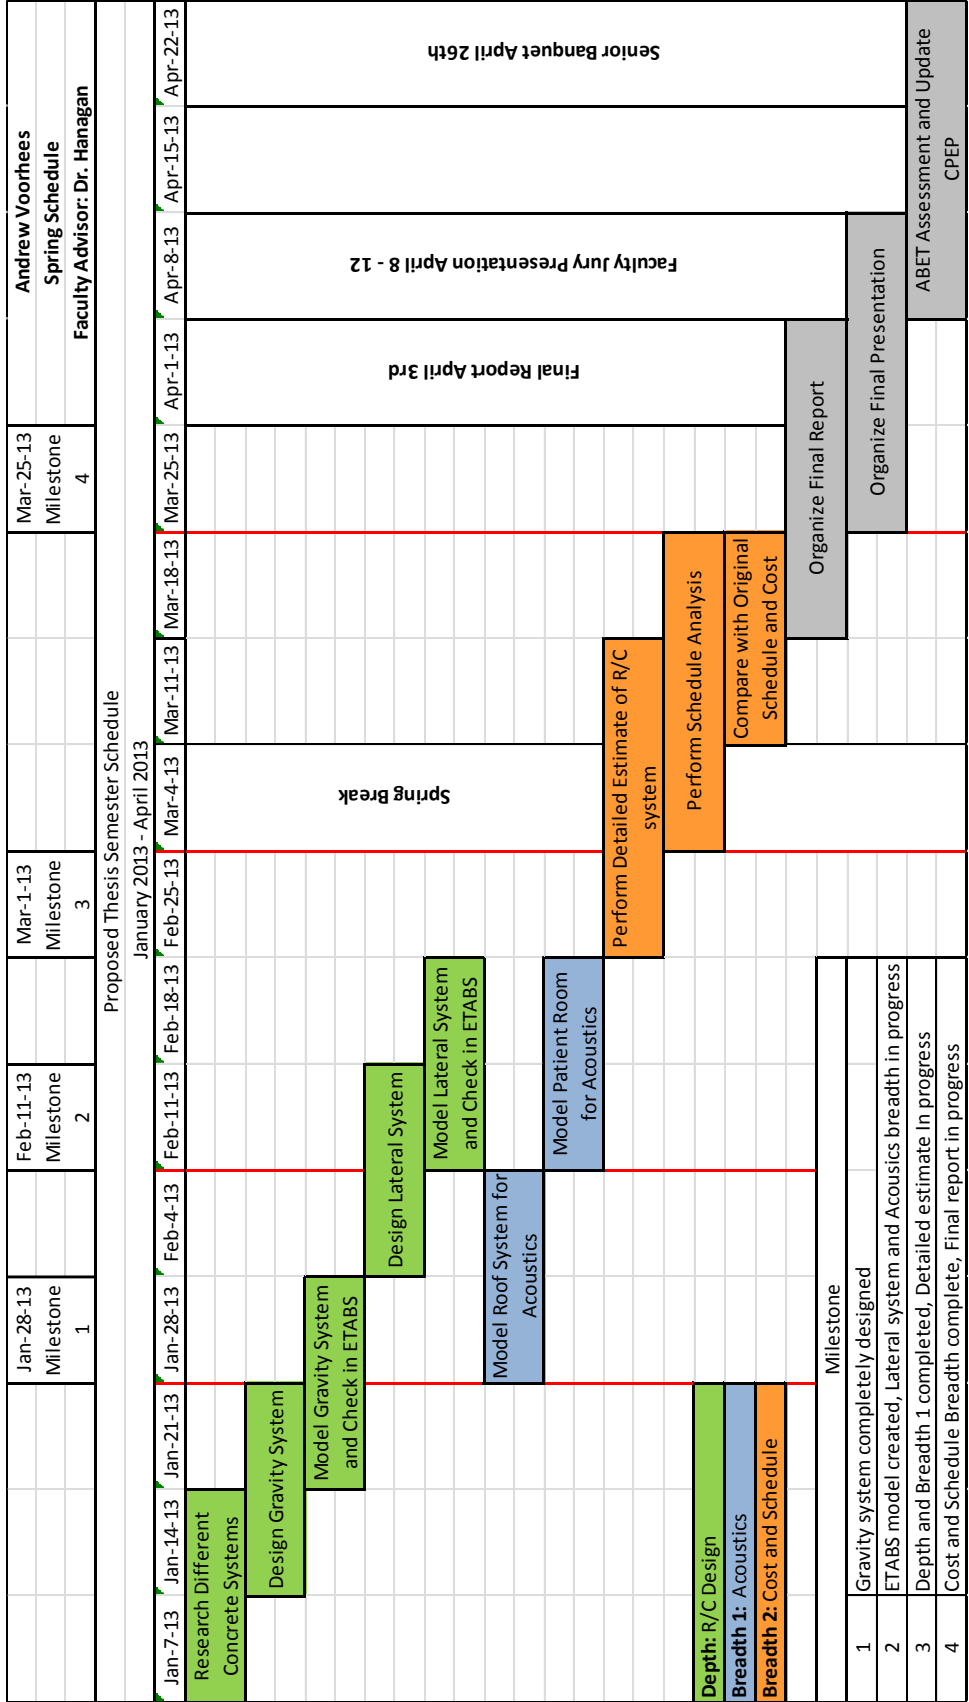 Jan-28-13
Milestone
1
Feb-11-13
Milestone
2
Mar-1-13
Milestone
3
Mar-25-13
Milestone
4
Andrew Voorhees
Spring Schedule
Faculty Advisor: Dr. Hanagan
Proposed Thesis Semester Schedule
January 2013 - April 2013
Jan-7-13
Jan-14-13
Jan-21-13
Jan-28-13
Feb-4-13
Feb-11-13
Feb-18-13
Feb-25-13
Mar-4-13
Mar-11-13
Mar-18-13
Mar-25-13
Apr-1-13
Apr-8-13
Apr-15-13
Apr-22-13
Research Different
Concrete Systems
Design Gravity System
Model Gravity System
and Check in ETABS
Design Lateral System
Model Lateral System
and Check in ETABS
Model Roof System for
Acoustics
Model Patient Room
for Acoustics
Perform Detailed Estimate of R/C
system
Perform Schedule Analysis
Compare with Original
Schedule and Cost
Organize Final Report
Organize Final Presentation
ABET Assessment and Update
CPEP
Spring Break
Final Report April 3rd
Faculty Jury Presentation April 8 - 12
Senior Banquet April 26th
Depth: R/C Design
Breadth 1: Acoustics
Breadth 2: Cost and Schedule
Milestone
1 Gravity system completely designed
2 ETABS model created, Lateral system and Acousics breadth in progress
3 Depth and Breadth 1 completed, Detailed estimate In progress
4 Cost and Schedule Breadth complete, Final report in progress